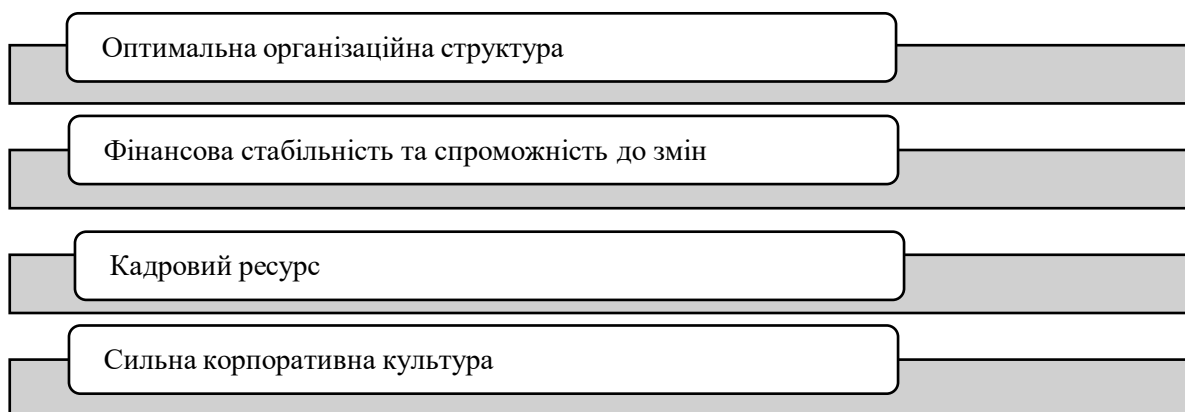 Оптимальна організаційна структура
Фінансова стабільність та спроможність до змін
Кадровий ресурс
Сильна корпоративна культура